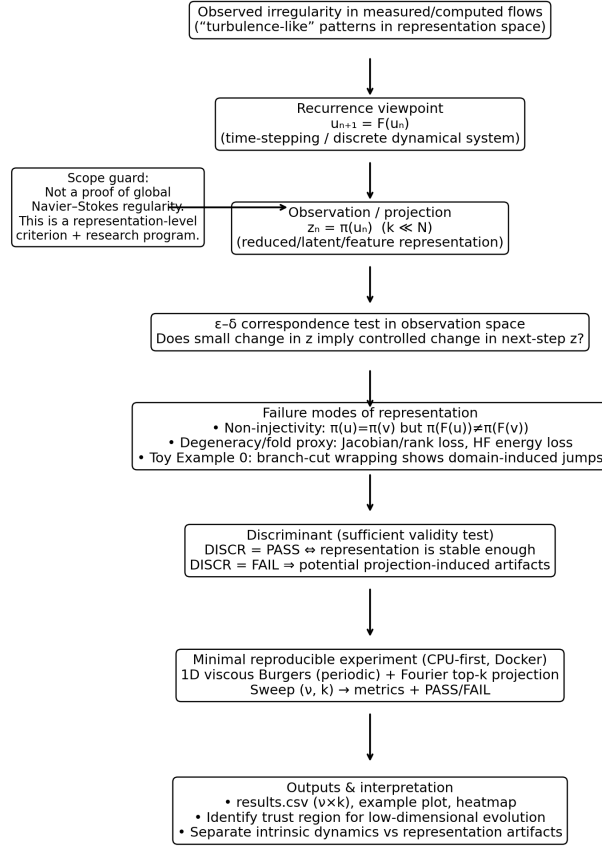 Observed irregularity in measured/computed flows
(“turbulence-like” patterns in representation space)
Recurrence viewpoint
uₙ₊₁ = F(uₙ)
(time-stepping / discrete dynamical system)
Scope guard:
Not a proof of global
Navier–Stokes regularity.
This is a representation-level
criterion + research program.
Observation / projection
zₙ = π(uₙ)  (k ≪ N)
(reduced/latent/feature representation)
ε–δ correspondence test in observation space
Does small change in z imply controlled change in next-step z?
Failure modes of representation
• Non-injectivity: π(u)=π(v) but π(F(u))≠π(F(v))
• Degeneracy/fold proxy: Jacobian/rank loss, HF energy loss
• Toy Example 0: branch-cut wrapping shows domain-induced jumps
Discriminant (sufficient validity test)
DISCR = PASS ⇔ representation is stable enough
DISCR = FAIL ⇒ potential projection-induced artifacts
Minimal reproducible experiment (CPU-first, Docker)
1D viscous Burgers (periodic) + Fourier top-k projection
Sweep (ν, k) → metrics + PASS/FAIL
Outputs & interpretation
• results.csv (ν×k), example plot, heatmap
• Identify trust region for low-dimensional evolution
• Separate intrinsic dynamics vs representation artifacts